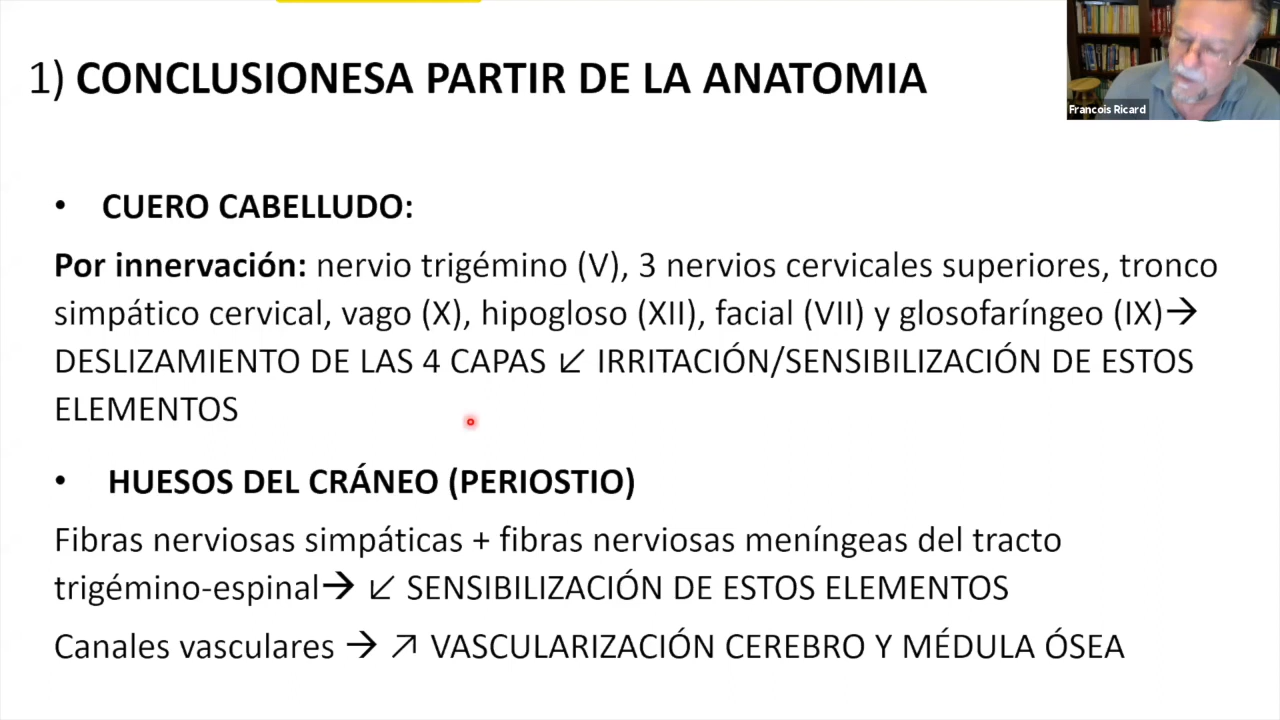 1) CONCLUSIONESA PARTIR DE LA ANATOMIA
Francois Ricard
• CUERO CABELLUDO:
Por innervación: nervio trigémino (V), 3 nervios cervicales superiores, tronco
simpático cervical, vago (X), hipogloso (XII), facial (VII) y glosofaríngeo (IX)→
DESLIZAMIENTO DE LAS 4 CAPAS ↙ IRRITACIÓN/SENSIBILIZACIÓN DE ESTOS
ELEMENTOS
• HUESOS DEL CRÁNEO (PERIOSTIO)
Fibras nerviosas simpáticas + fibras nerviosas meníngeas del tracto
trigémino-espinal→ ↙ SENSIBILIZACIÓN DE ESTOS ELEMENTOS
Canales vasculares → ↗ VASCULARIZACIÓN CEREBRO Y MÉDULA ÓSEA